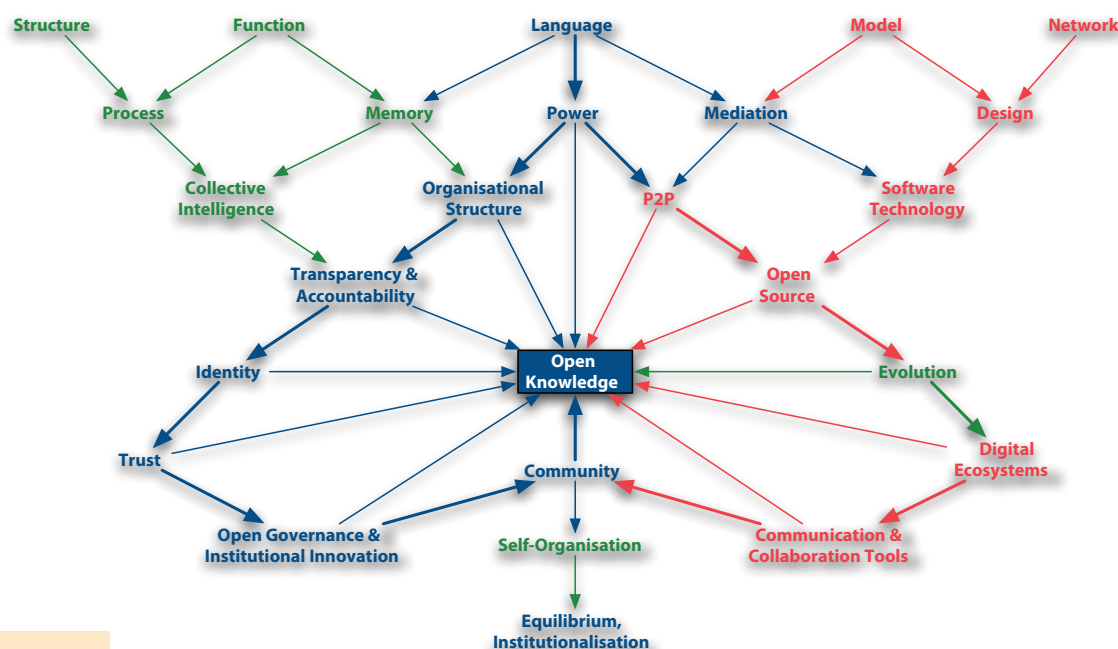 Structure
Function
Language
Model
Network
Process
Memory
Power
Mediation
Design
Collective
Intelligence
Organisational
Structure
P2P
Software
Technology
Transparency &
Accountability
Open
Source
Identity
Open
Knowledge
Evolution
Trust
Community
Digital
Ecosystems
Open Governance &
Institutional Innovation
Self-Organisation
Communication &
Collaboration Tools
Equilibrium,
Institutionalisation